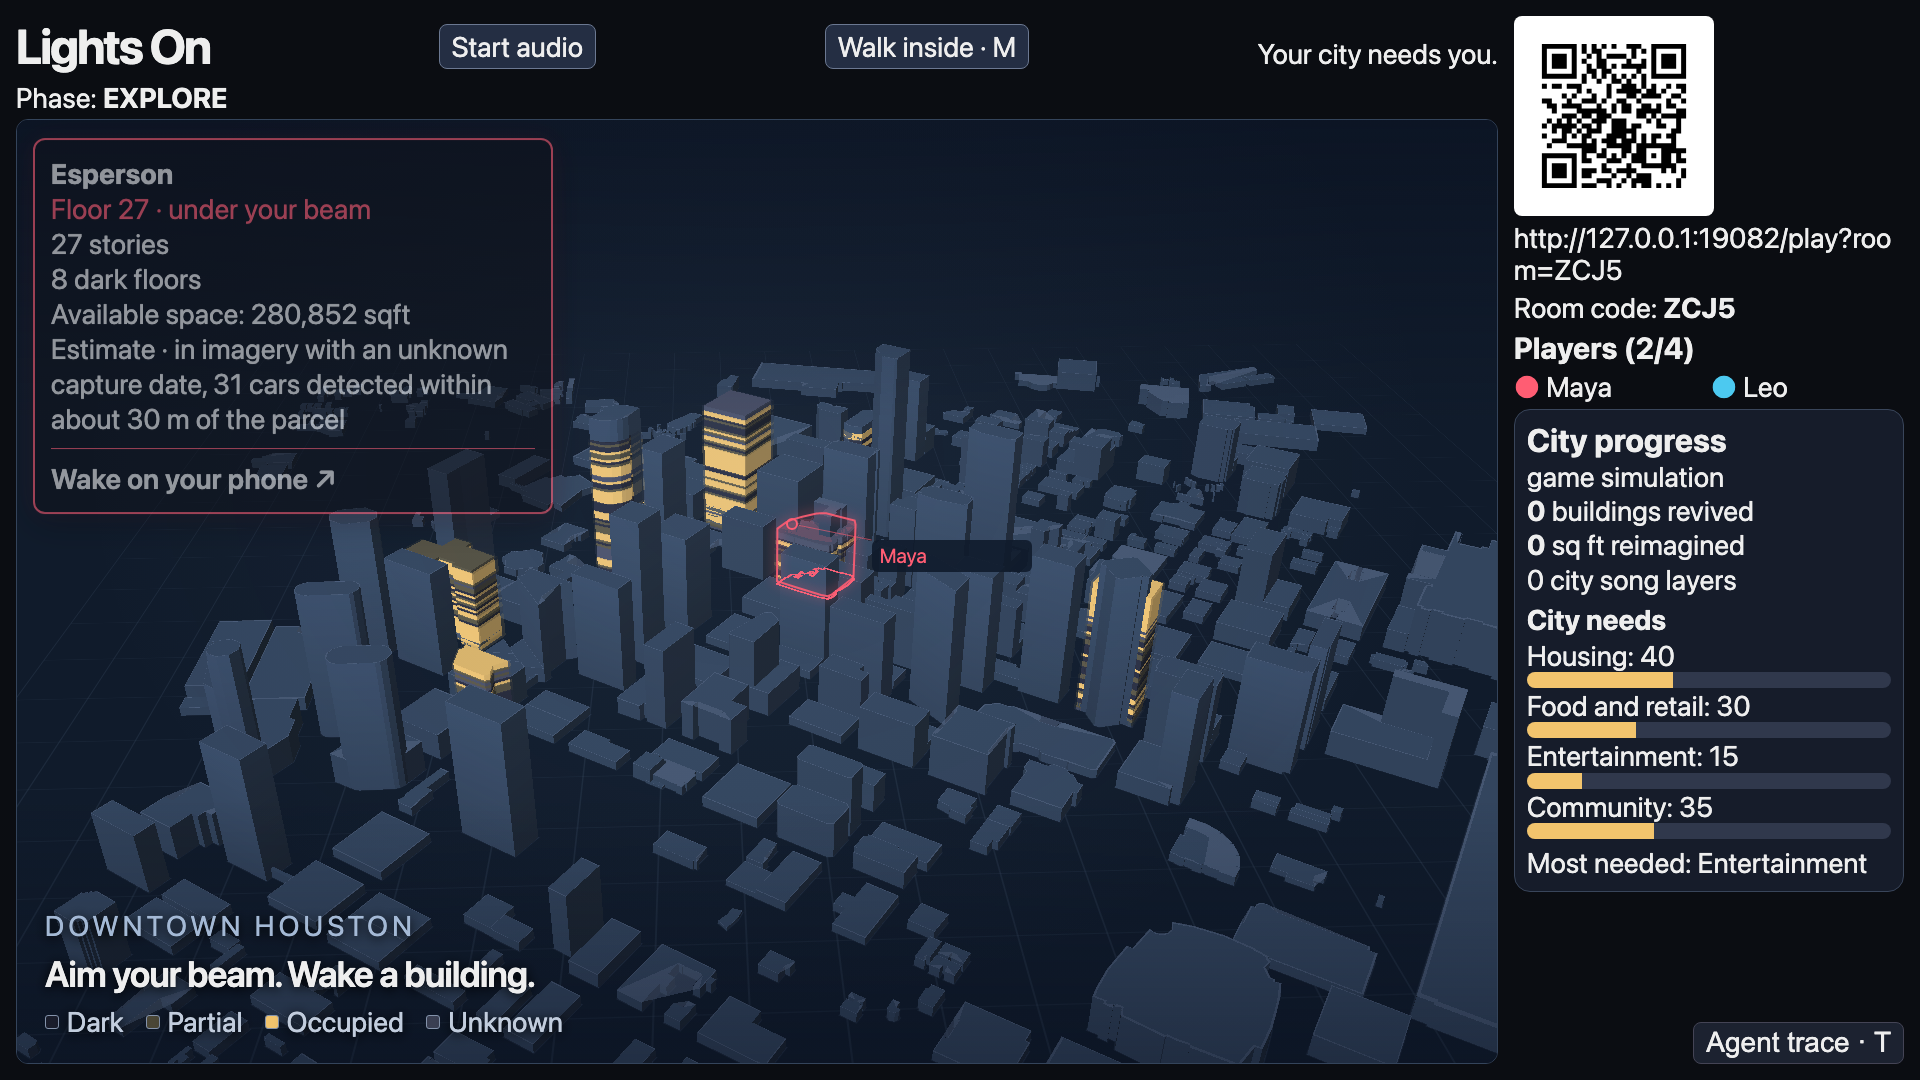 Lights On
Start audio
Walk inside · M
Your city needs you.
Phase: EXPLORE
Esperson
Floor 27 · under your beam
27 stories
8 dark floors
Available space: 280,852 sqft
Estimate · in imagery with an unknown
capture date, 31 cars detected within
about 30 m of the parcel
Wake on your phone ↗
Maya
DOWNTOWN HOUSTON
Aim your beam. Wake a building.
Dark
Partial
Occupied
Unknown
http://127.0.0.1:19082/play?roo
m=ZCJ5
Room code: ZCJ5
Players (2/4)
Maya
Leo
City progress
game simulation
0 buildings revived
0 sq ft reimagined
0 city song layers
City needs
Housing: 40
Food and retail: 30
Entertainment: 15
Community: 35
Most needed: Entertainment
Agent trace · T